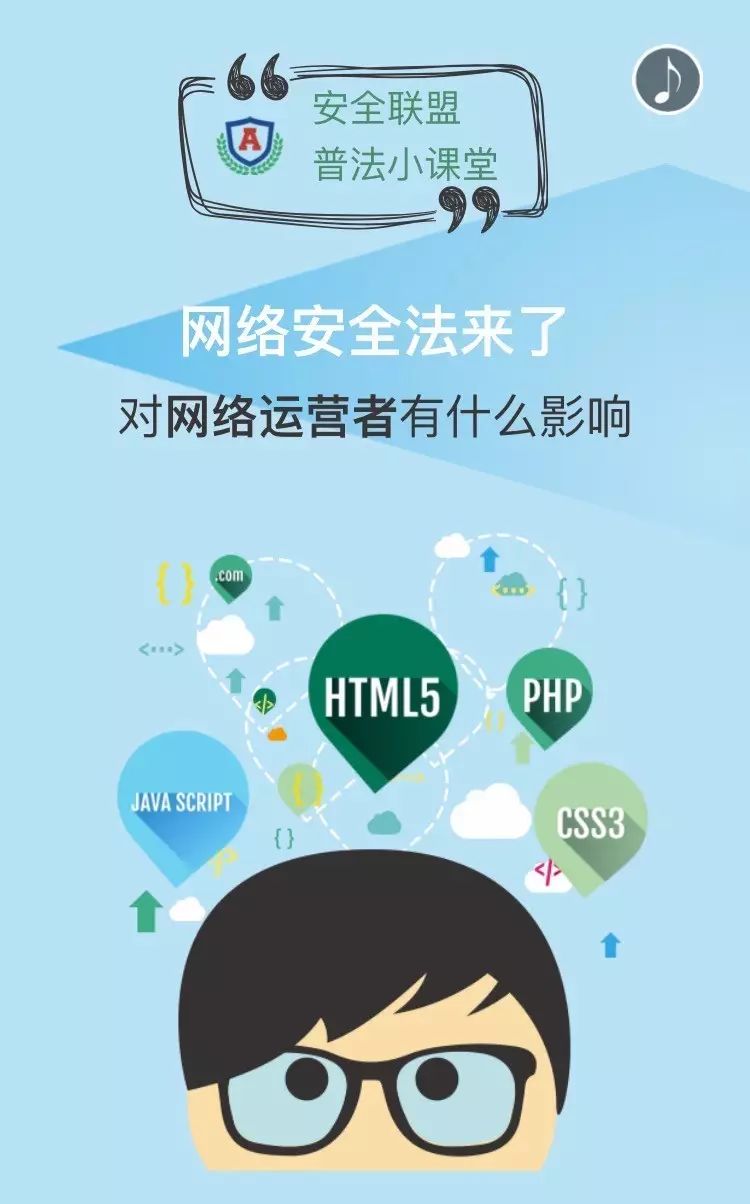 安全联盟
A
普法小课堂
网络安全法来了
对网络运营者有什么影响
{ }
.com
{ }
<···>
</>
HTML5
PHP
{ }
JAVA SCRIPT
CSS3
{ }
</>